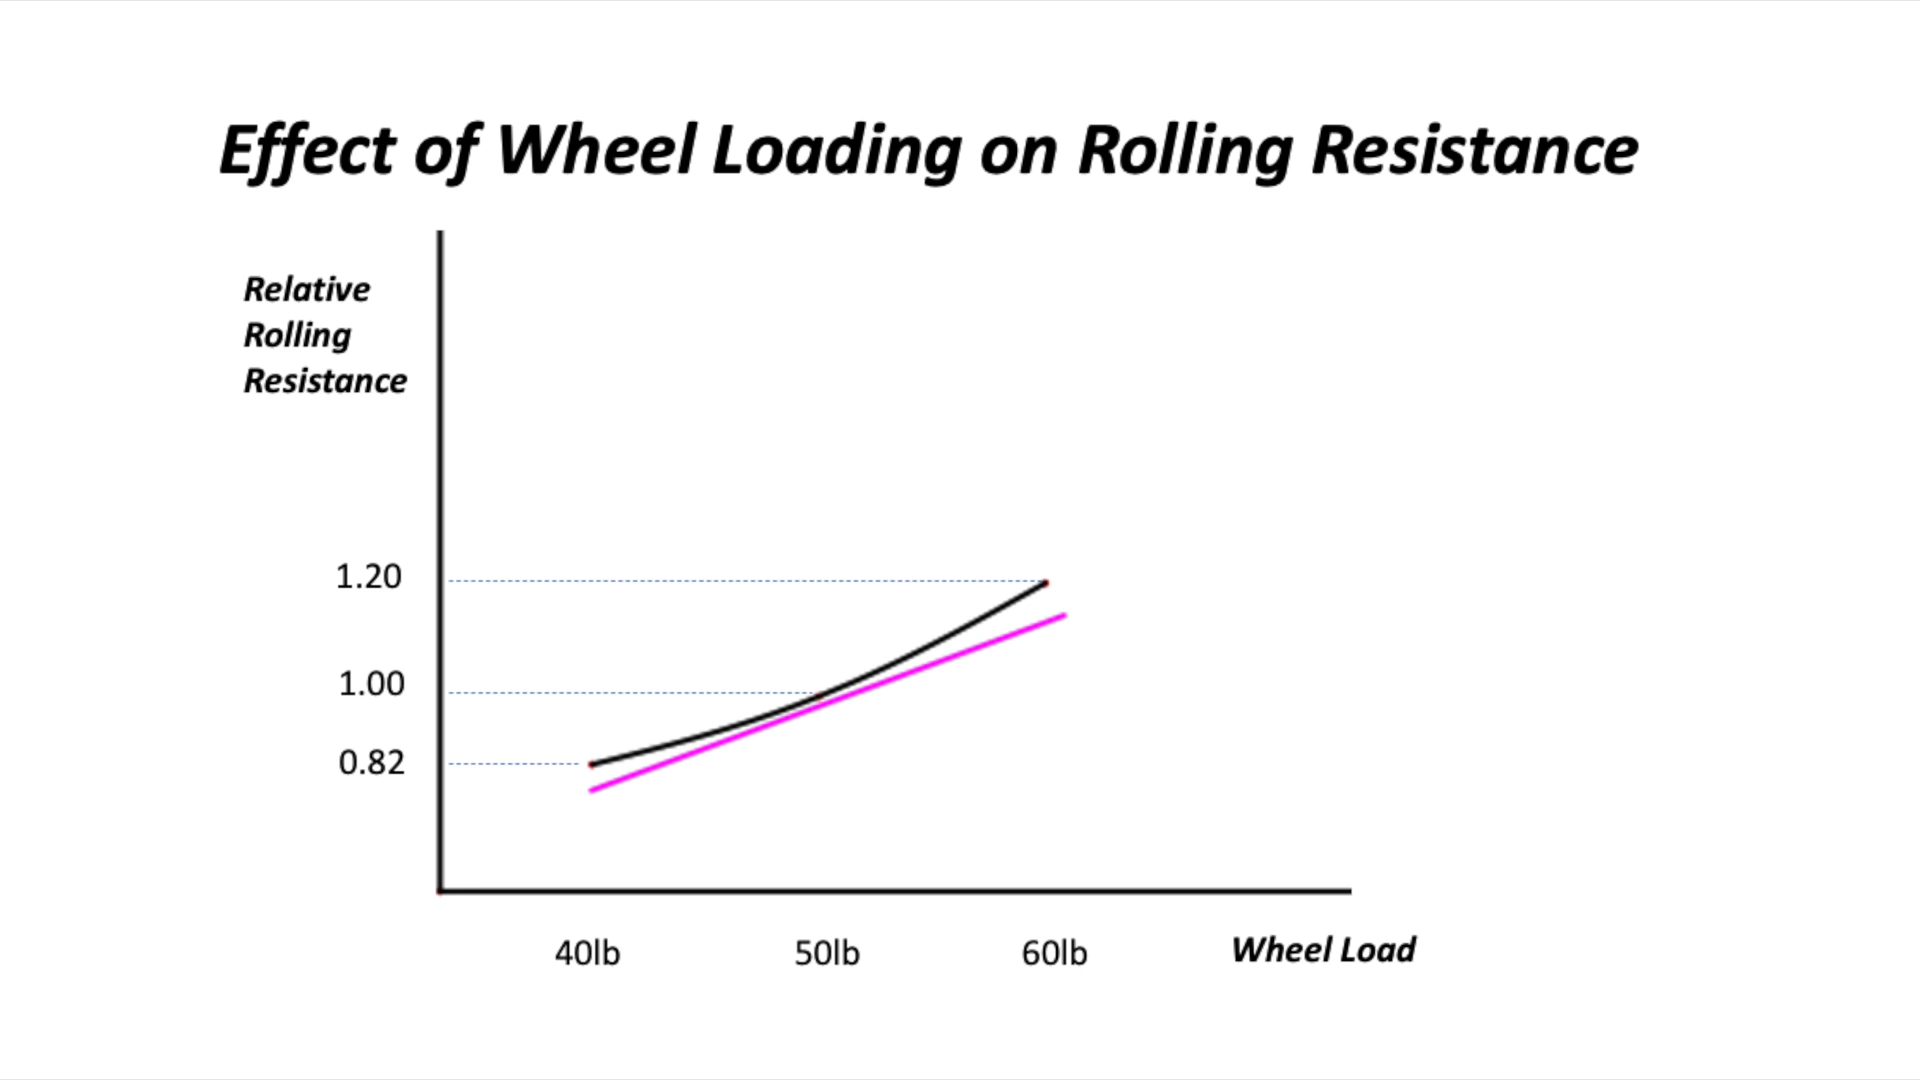 Effect of Wheel Loading on Rolling Resistance
Relative
Rolling
Resistance
1.20
1.00
0.82
40lb
50lb
60lb
Wheel Load